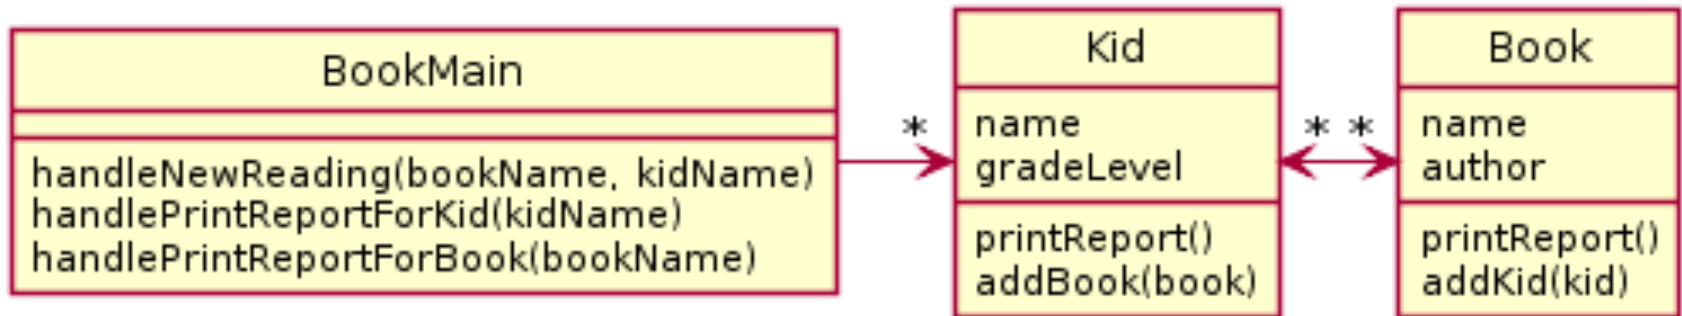 BookMain
handleNewReading(bookName, kidName)
handlePrintReportForKid(kidName)
handlePrintReportForBook(bookName)
*
Kid
name
gradeLevel
printReport()
addBook(book)
* *
Book
name
author
printReport()
addKid(kid)